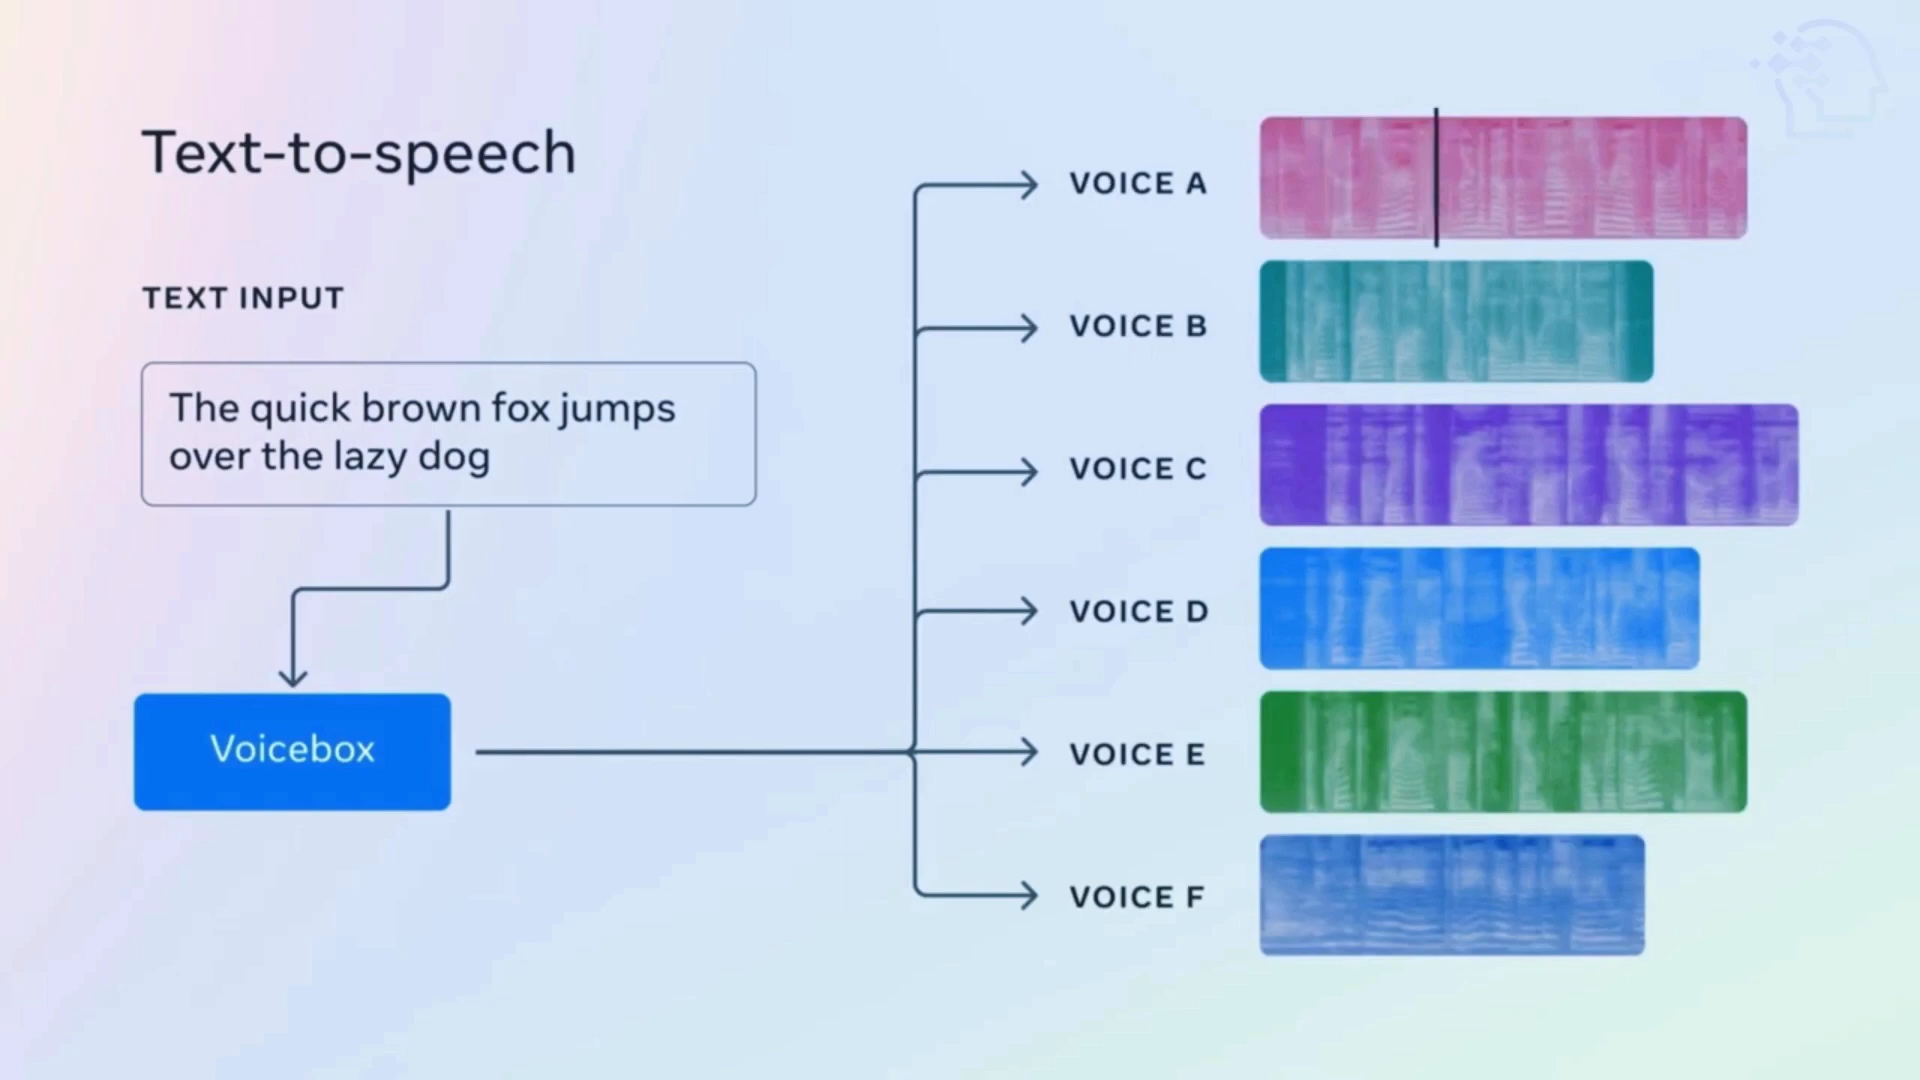 Text-to-speech
TEXT INPUT
The quick brown fox jumps
over the lazy dog
Voicebox
VOICE A
VOICE B
VOICE C
VOICE D
VOICE E
VOICE F